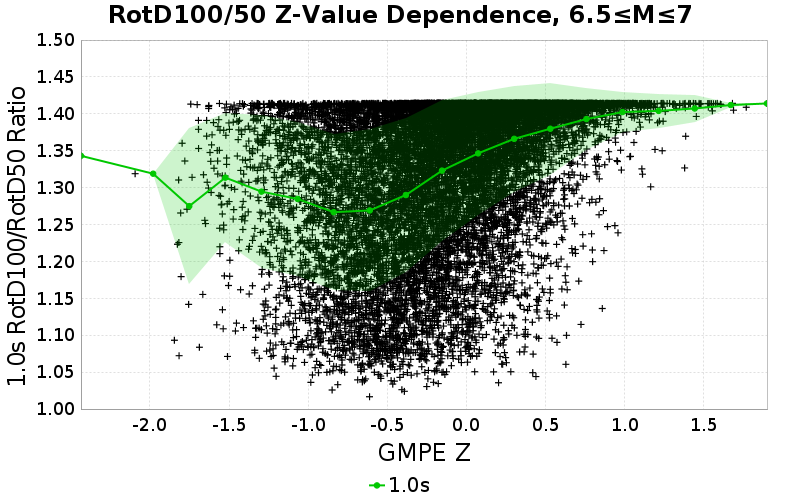 RotD100/50 Z-Value Dependence, 6.5≤M≤7
1.50
1.45
1.40
1.35
1.30
1.25
1.20
1.15
1.10
1.05
1.00
1.0s RotD100/RotD50 Ratio
-2.0 -1.5 -1.0 -0.5 0.0 0.5 1.0 1.5
GMPE Z
1.0s